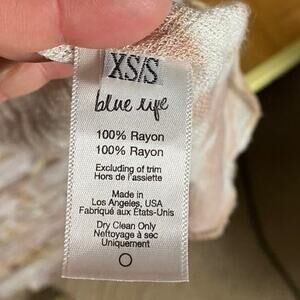 XS/S
blue life
100% Rayon
100% Rayon
Excluding of trim
Hors de l'assiette
Made in
Los Angeles, USA
Fabriqué aux États-Unis
Dry Clean Only
Nettoyage à sec
Uniquement